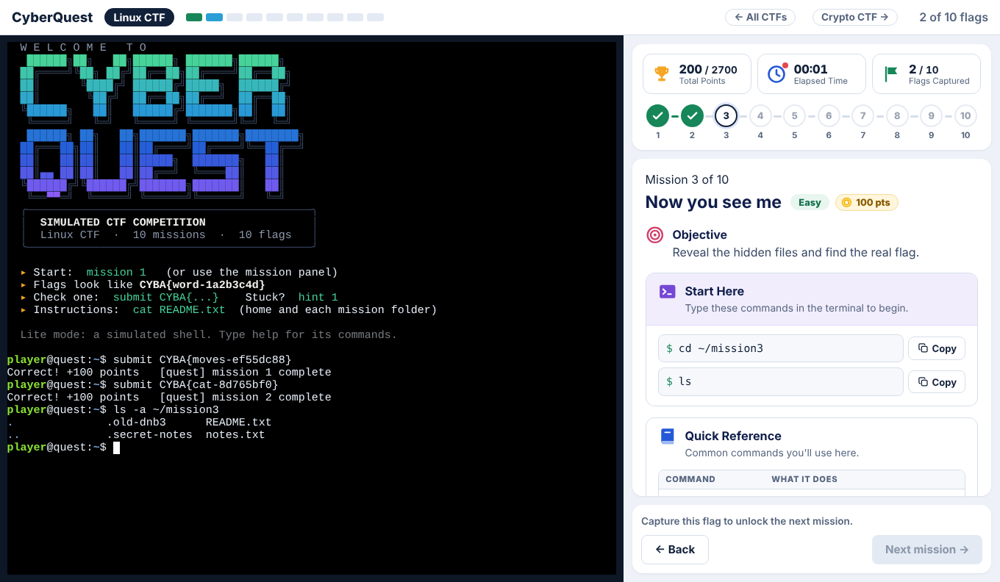 CyberQuest
Linux CTF
← All CTFs
Crypto CTF →
2 of 10 flags
WELCOME TO
CYBER
QUEST
SIMULATED CTF COMPETITION
Linux CTF · 10 missions · 10 flags
▸ Start: mission 1 (or use the mission panel)
▸ Flags look like CYBA{word-1a2b3c4d}
▸ Check one: submit CYBA{...} Stuck? hint 1
▸ Instructions: cat README.txt (home and each mission folder)
Lite mode: a simulated shell. Type help for its commands.
player@quest:~$ submit CYBA{moves-ef55dc88}
Correct! +100 points [quest] mission 1 complete
player@quest:~$ submit CYBA{cat-8d765bf0}
Correct! +100 points [quest] mission 2 complete
player@quest:~$ ls -a ~/mission3
. .old-dnb3 README.txt
.. .secret-notes notes.txt
player@quest:~$
200 / 2700
Total Points
00:01
Elapsed Time
2 / 10
Flags Captured
3 4 5 6 7 8 9 10
1 2 3 4 5 6 7 8 9 10
Mission 3 of 10
Now you see me
Easy
100 pts
Objective
Reveal the hidden files and find the real flag.
Start Here
Type these commands in the terminal to begin.
$ cd ~/mission3
Copy
$ ls
Copy
Quick Reference
Common commands you'll use here.
COMMAND WHAT IT DOES
Capture this flag to unlock the next mission.
← Back
Next mission →